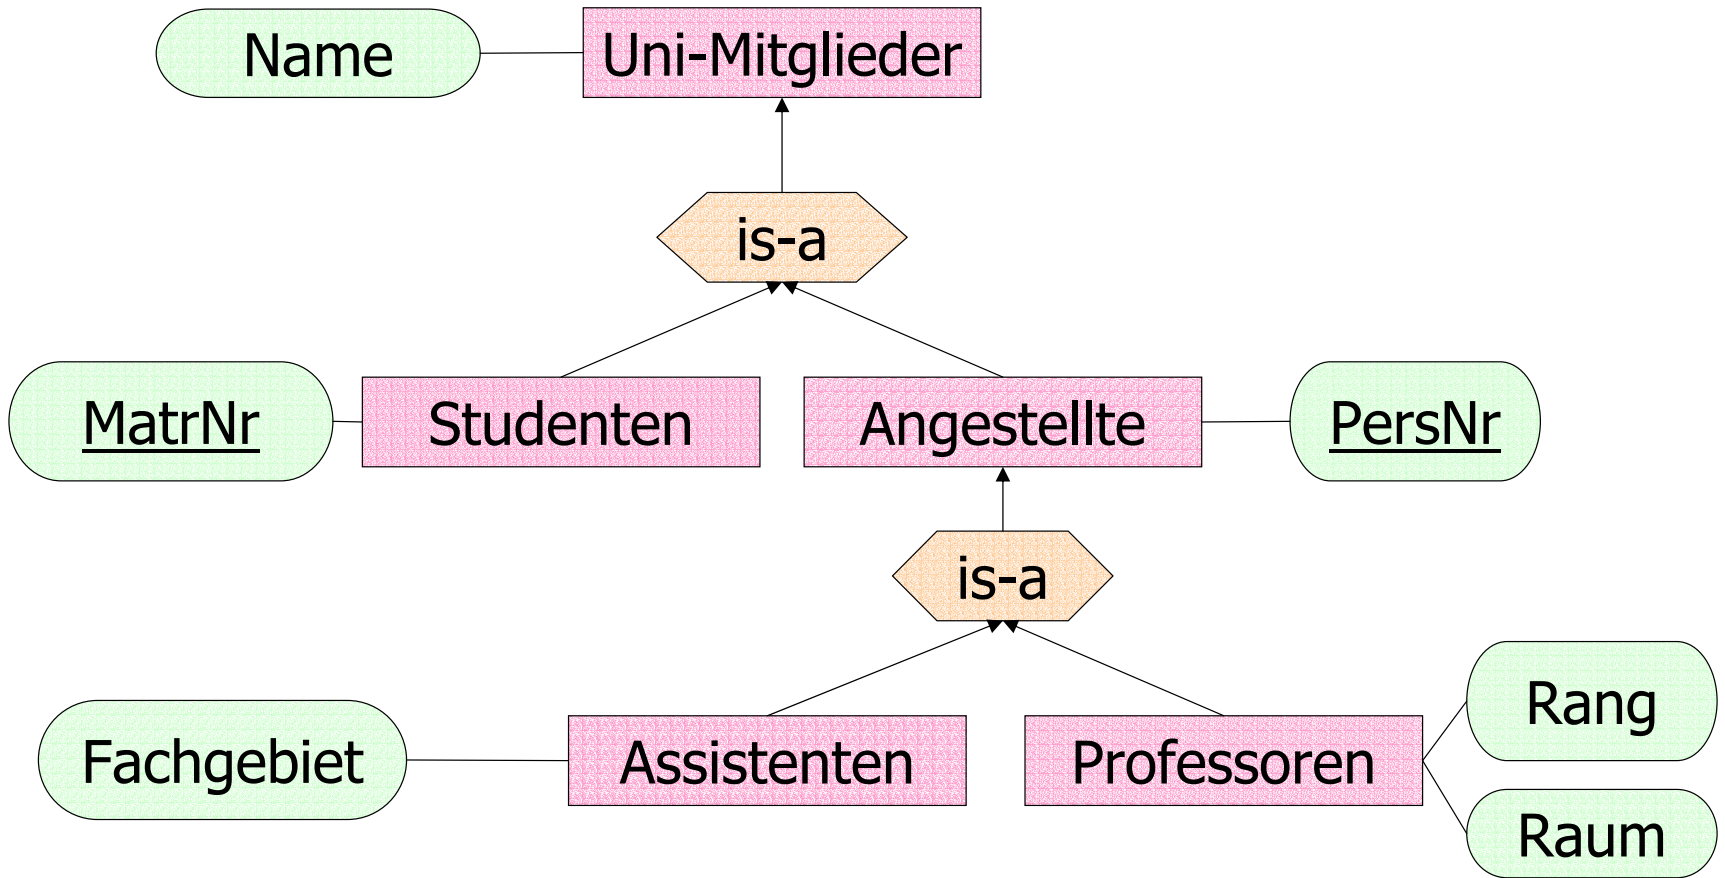 Name
Uni-Mitglieder
is-a
MatrNr
Studenten
Angestellte
PersNr
is-a
Fachgebiet
Assistenten
Professoren
Rang
Raum